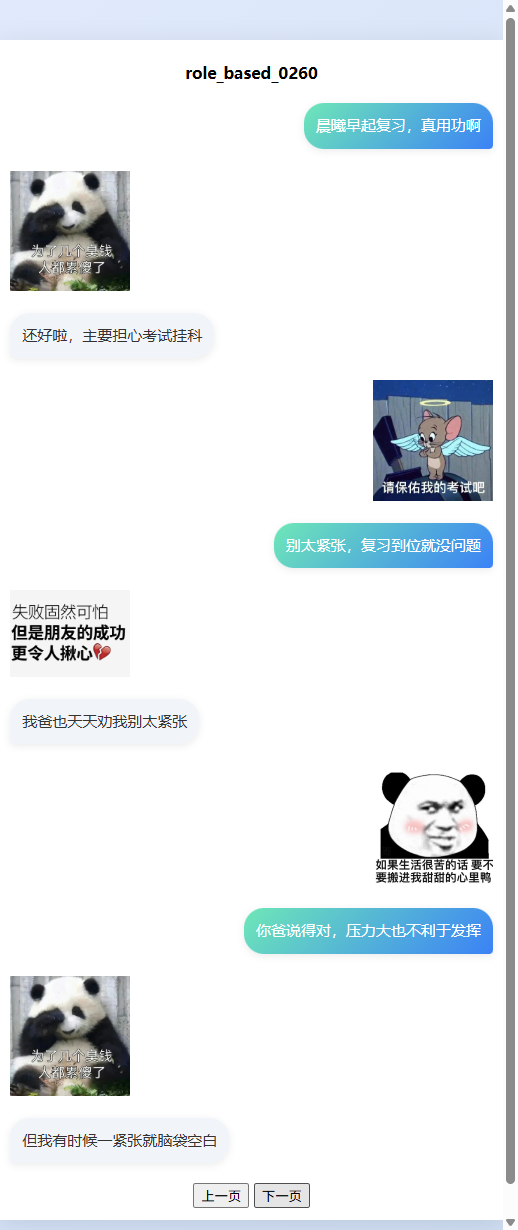 role_based_0260
晨曦早起复习，真用功啊
为了几个臭钱
人都累傻了
还好啦，主要担心考试挂科
请保佑我的考试吧
别太紧张，复习到位就没问题
失败固然可怕
但是朋友的成功
更令人揪心💔
我爸也天天劝我别太紧张
如果生活很苦的话 要不
要搬进我甜甜的心里鸭
你爸说得对，压力大也不利于发挥
为了几个臭钱
人都累傻了
但我有时候一紧张就脑袋空白
上一页 下一页